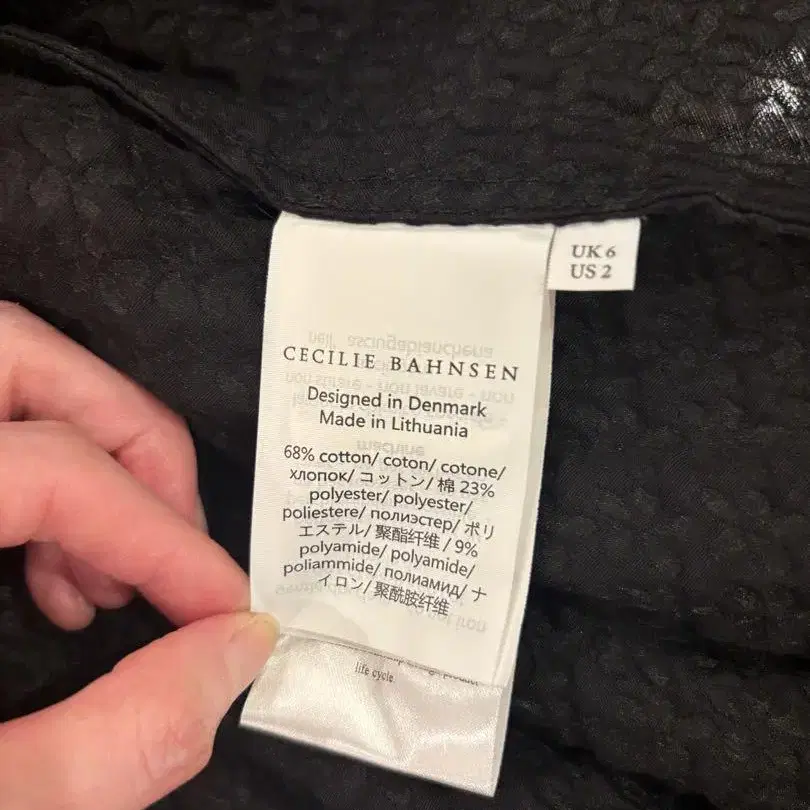 UK 6
US 2
CECILIE BAHNSEN
Designed in Denmark
Made in Lithuania
68% cotton/ coton/ cotone/
хлопок/ コットン/ 棉 23%
polyester/ polyester/
poliestere/ полиэстер/ ポリ
エステル/ 聚酯纤维 / 9%
polyamide/ polyamide/
poliammide/ полиамид/ ナ
イロン/ 聚酰胺纤维
product
life cycle